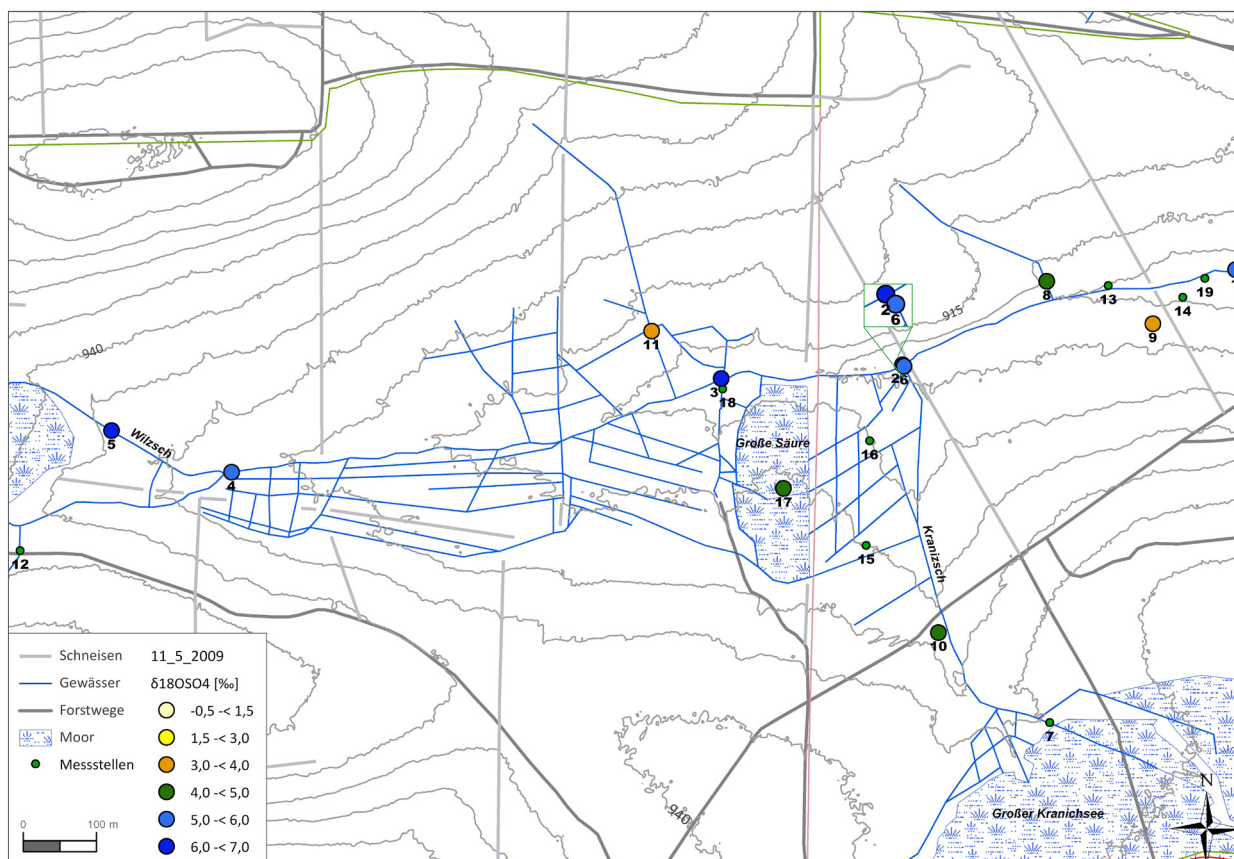 915
940
8
13
19
14
9
2
6
11
26
3
18
5
Wilzsch
Große Säure
16
4
17
Kranizsch
12
15
10
7
940
Großer Kranichsee
N
Schneisen
Gewässer
Forstwege
Moor
Messstellen
0 100 m
11_5_2009
δ18OSO4 [‰]
-0,5 -< 1,5
1,5 -< 3,0
3,0 -< 4,0
4,0 -< 5,0
5,0 -< 6,0
6,0 -< 7,0